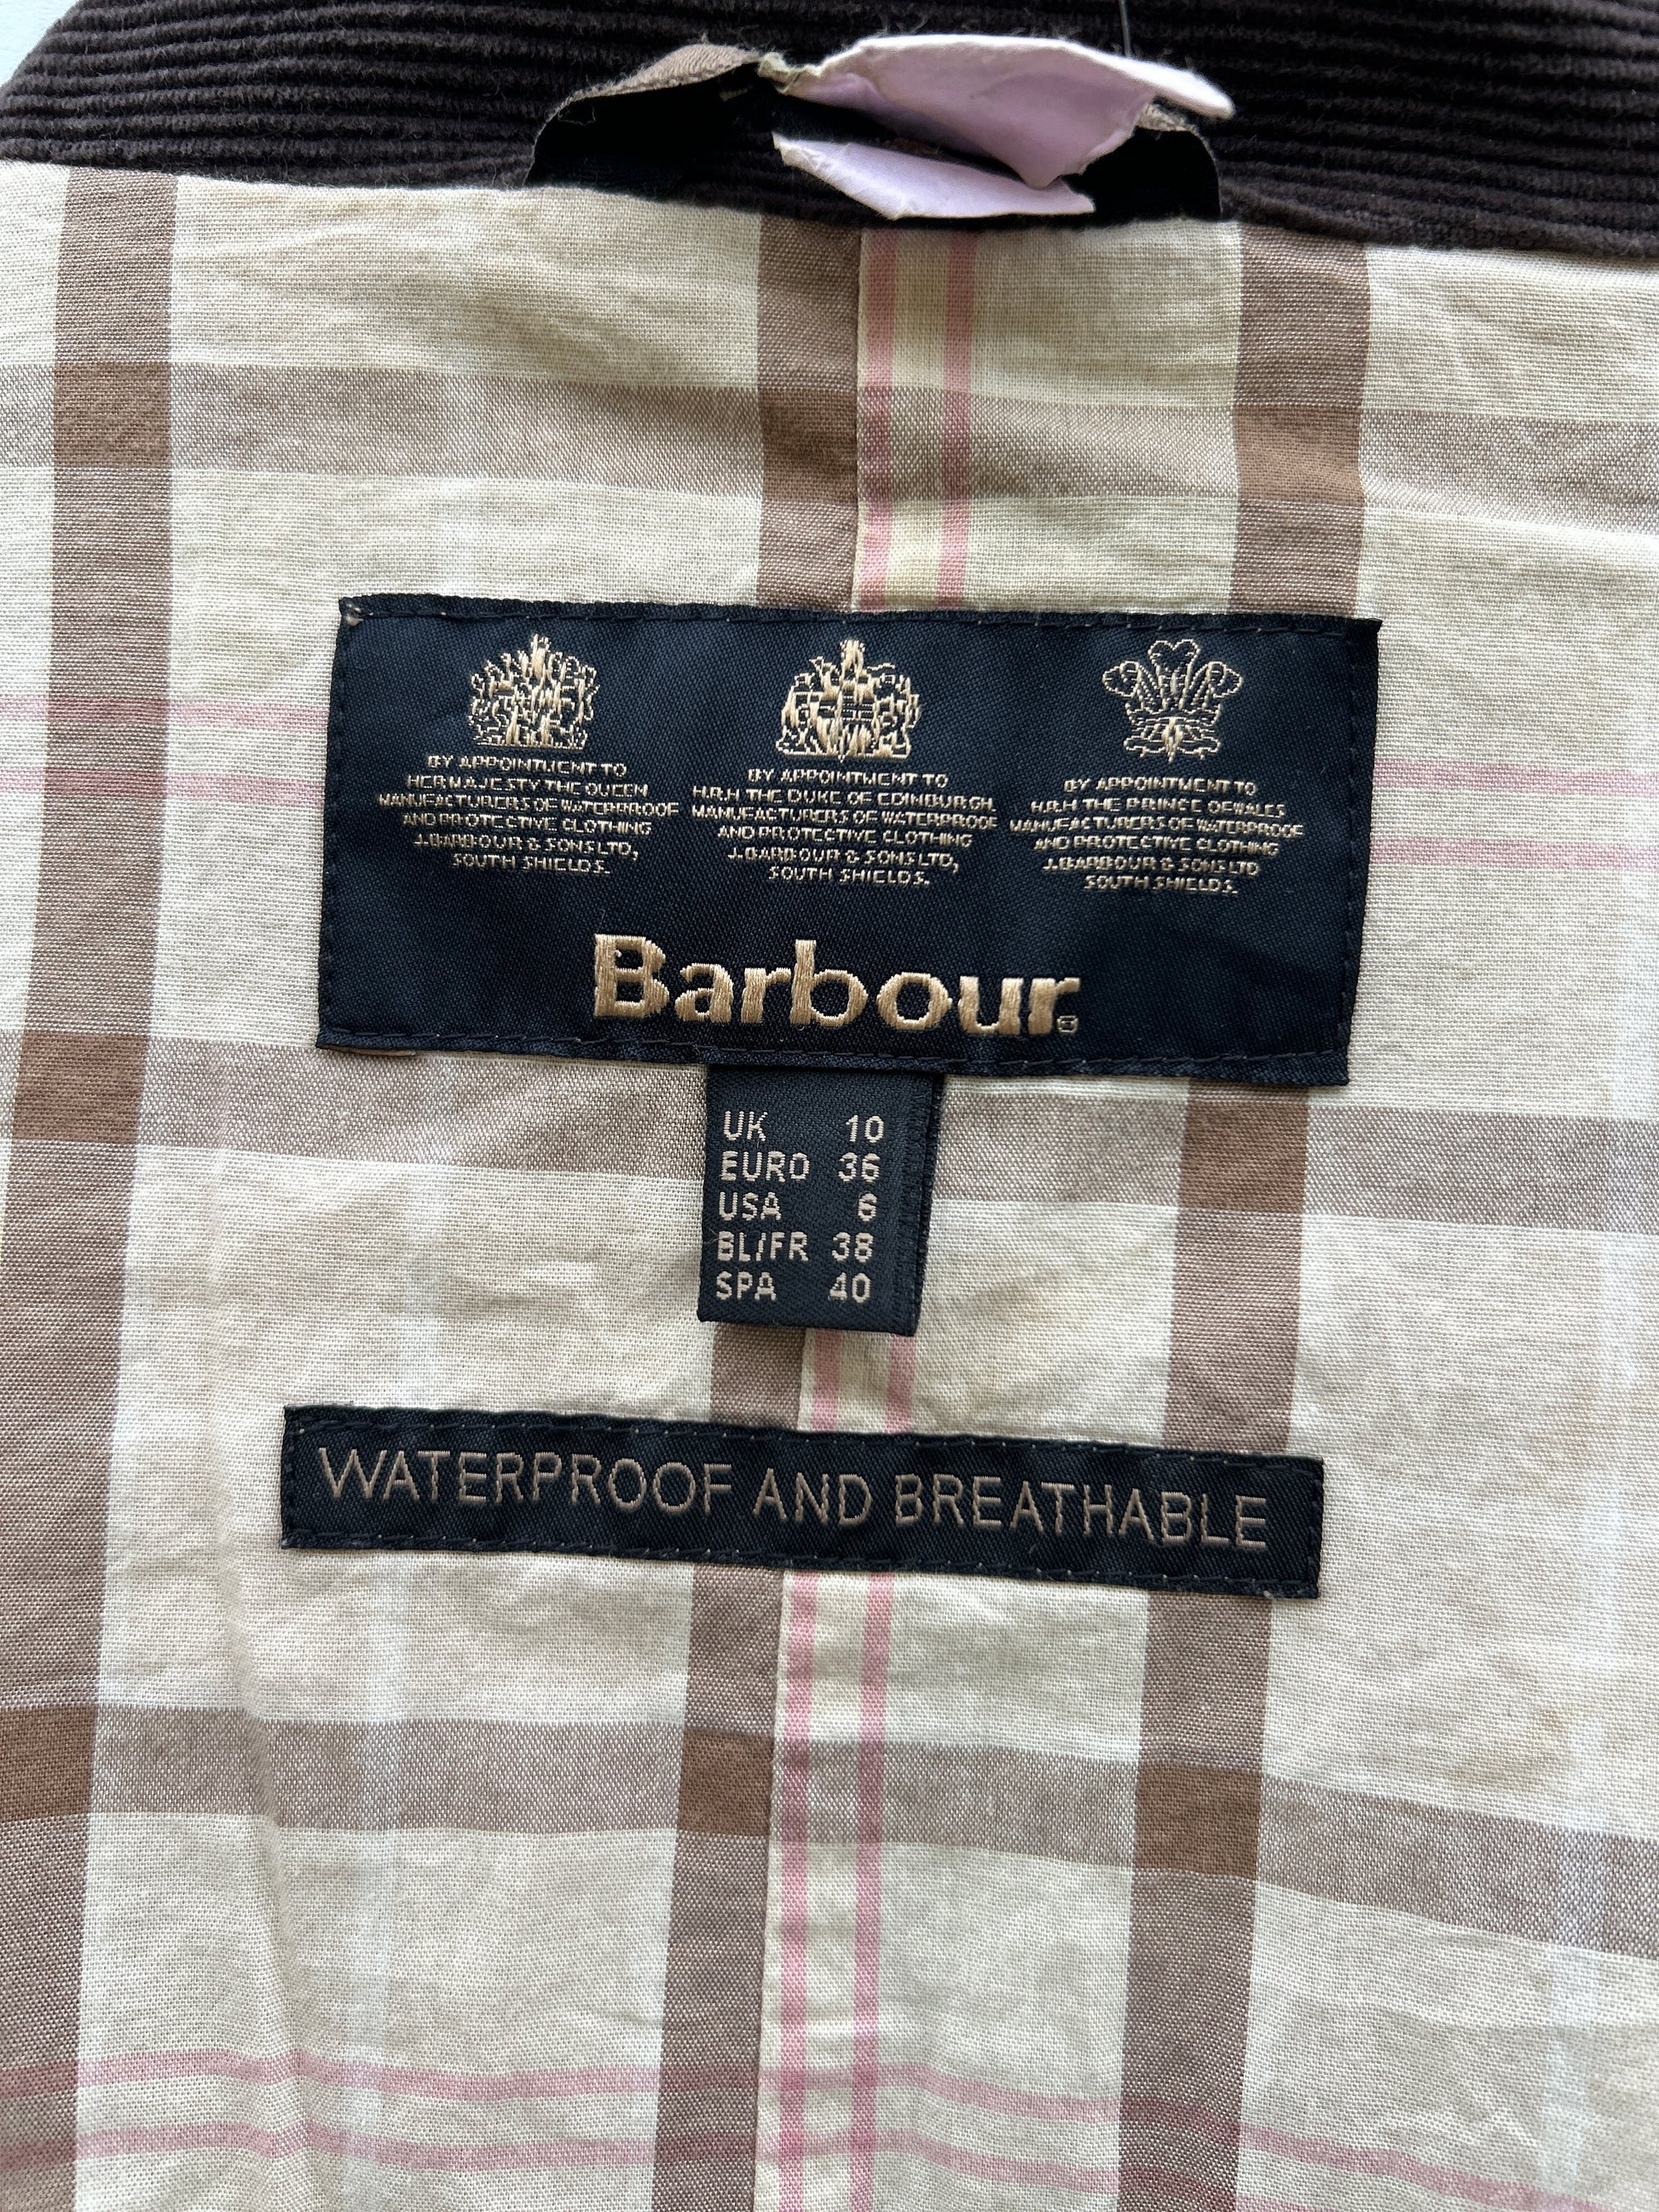 BY APPOINTMENT TO
HER MAJESTY THE QUEEN
MANUFACTURERS OF WATERPROOF
AND PROTECTIVE CLOTHING
J. BARBOUR & SONS LTD,
SOUTH SHIELDS.
BY APPOINTMENT TO
H.R.H THE DUKE OF EDINBURGH,
MANUFACTURERS OF WATERPROOF
AND PROTECTIVE CLOTHING
J. BARBOUR & SONS LTD,
SOUTH SHIELDS.
BY APPOINTMENT TO
H.R.H THE PRINCE OF WALES
MANUFACTURERS OF WATERPROOF
AND PROTECTIVE CLOTHING
J. BARBOUR & SONS LTD
SOUTH SHIELDS.
Barbour®
UK 10
EURO 36
USA 6
BL/FR 38
SPA 40
WATERPROOF AND BREATHABLE